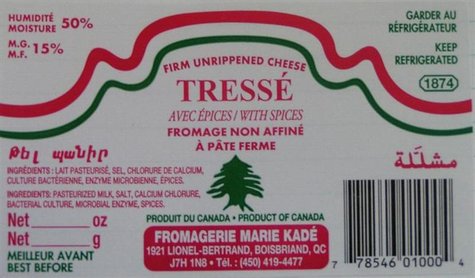 HUMIDITÉ
MOISTURE 50%
M.G.
M.F. 15%
GARDER AU
RÉFRIGÉRATEUR
KEEP
REFRIGERATED
1874
FIRM UNRIPPENED CHEESE
TRESSÉ
AVEC ÉPICES / WITH SPICES
FROMAGE NON AFFINÉ
À PÂTE FERME
Թել պանիր
مشللة
INGRÉDIENTS : LAIT PASTEURISÉ, SEL, CHLORURE DE CALCIUM,
CULTURE BACTÉRIENNE, ENZYME MICROBIENNE, ÉPICES.
INGREDIENTS: PASTEURIZED MILK, SALT, CALCIUM CHLORURE,
BACTERIAL CULTURE, MICROBIAL ENZYME, SPICES.
Net oz
Net g
MEILLEUR AVANT
BEST BEFORE
PRODUIT DU CANADA • PRODUCT OF CANADA
FROMAGERIE MARIE KADÉ
1921 LIONEL-BERTRAND, BOISBRIAND, QC
J7H 1N8 • Tél. : (450) 419-4477
7 78546 01000 4